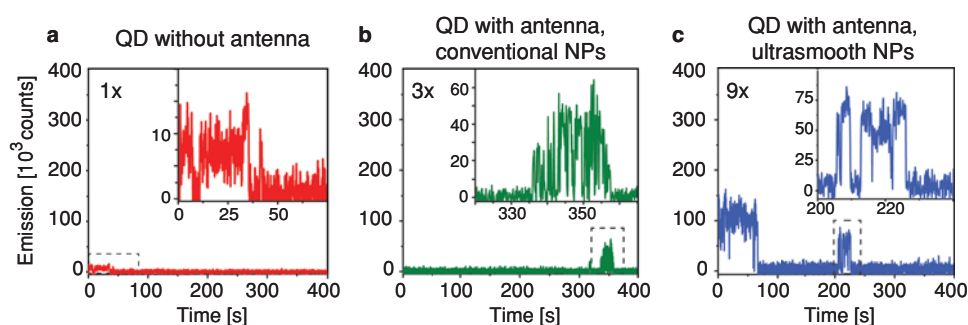 a QD without antenna
b QD with antenna,
conventional NPs
c QD with antenna,
ultrasmooth NPs
Emission [10³ counts]
400
300
200
100
0
1x
10
0
0 25 50
0 100 200 300 400
Time [s]
400
300
200
100
0
3x
60
40
20
0
330 350
0 100 200 300 400
Time [s]
400
300
200
100
0
9x
75
50
25
0
200 220
0 100 200 300 400
Time [s]